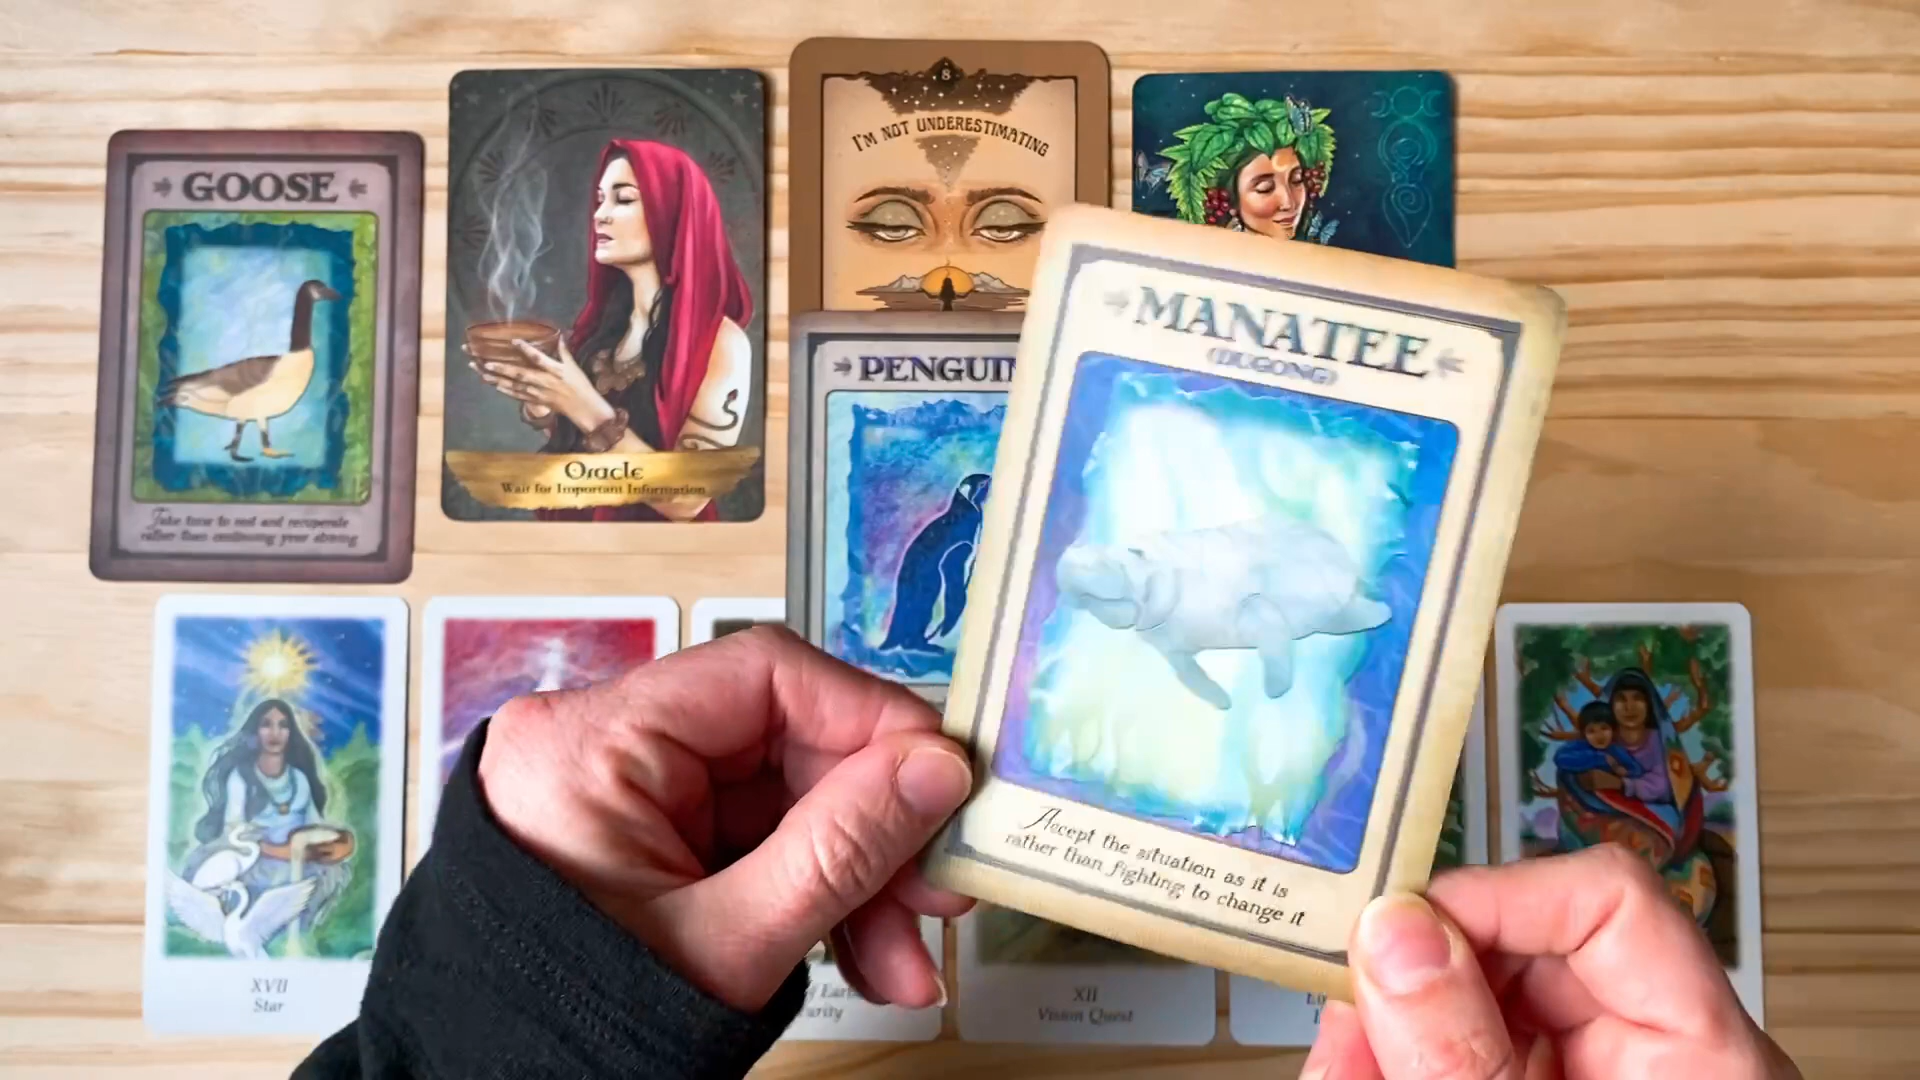 GOOSE
Take time to rest and recuperate
rather than continuing your striving
Oracle
Wait for Important Information
8
I'M NOT UNDERESTIMATING
PENGUIN
MANATEE
(DUGONG)
Accept the situation as it is
rather than fighting to change it
XVII
Star
of Earth
XII
Vision Quest